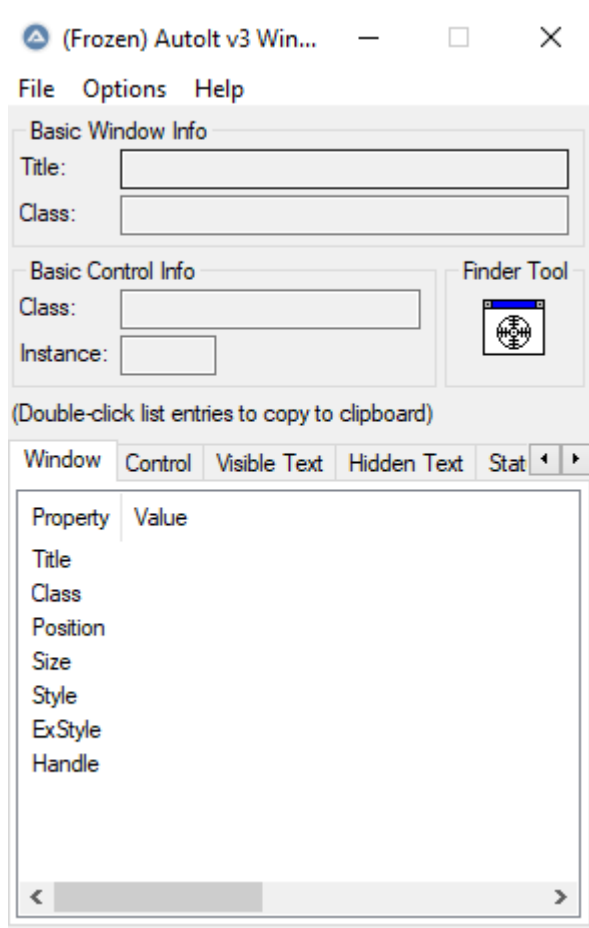 (Frozen) AutoIt v3 Win...
File Options Help
Basic Window Info
Title:
Class:
Basic Control Info
Finder Tool
Class:
Instance:
(Double-click list entries to copy to clipboard)
Window Control Visible Text Hidden Text Stat
Property Value
Title
Class
Position
Size
Style
ExStyle
Handle